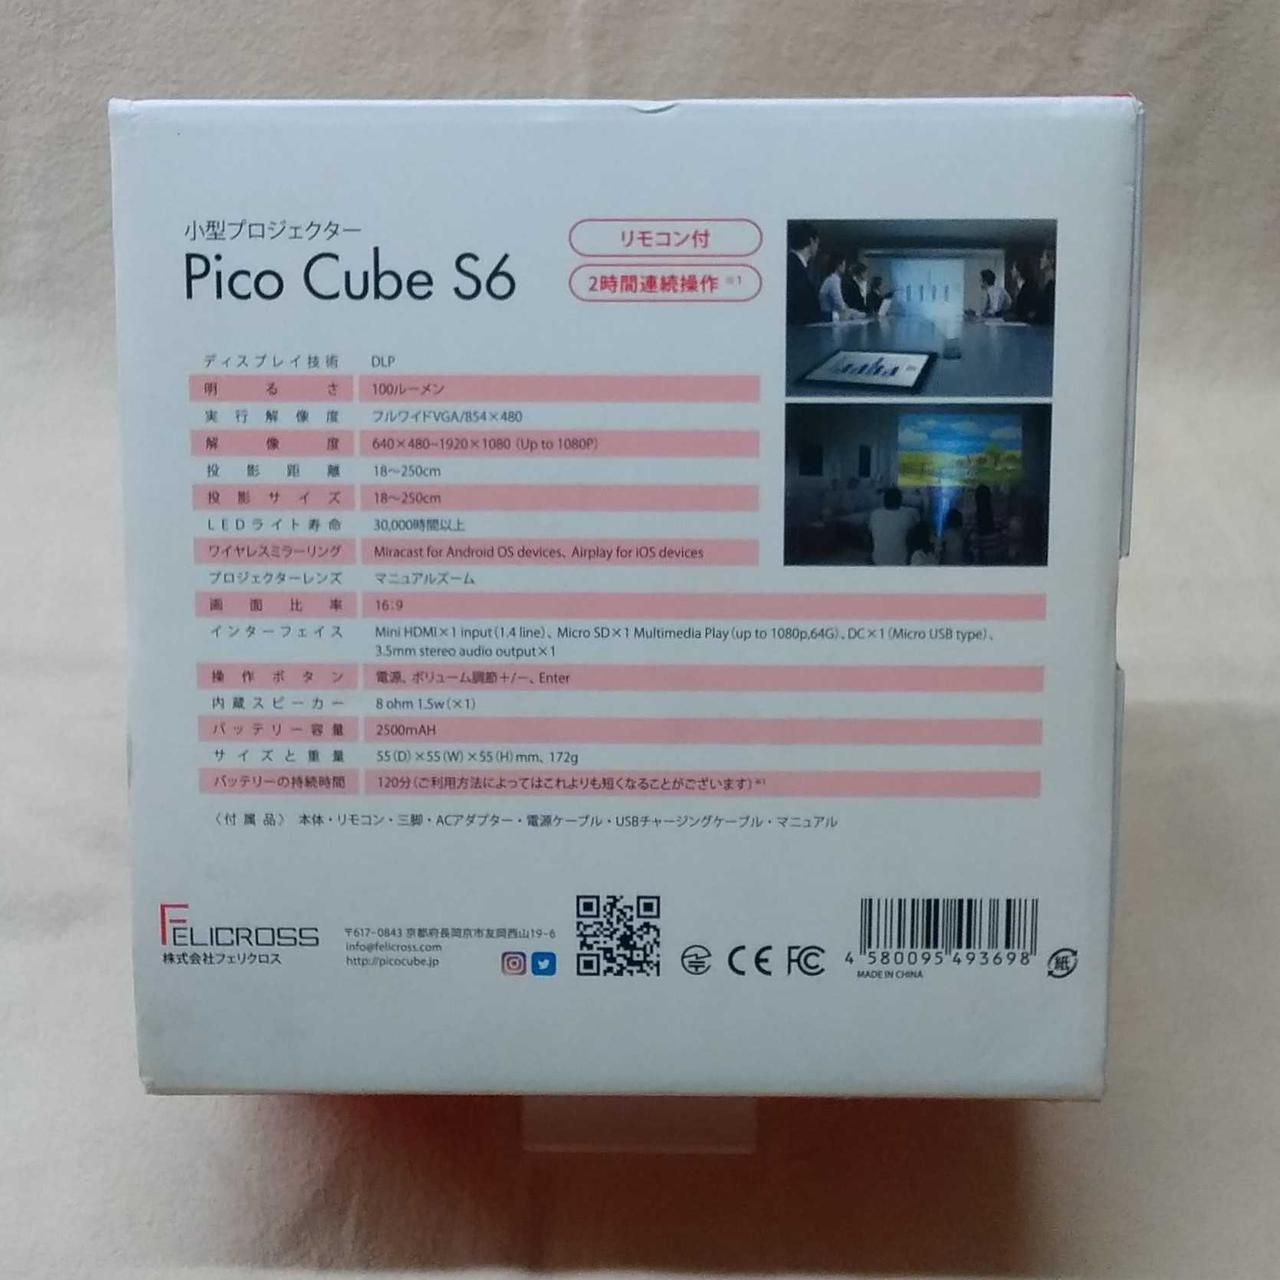 小型プロジェクター
Pico Cube S6
リモコン付
2時間連続操作 ※1
ディスプレイ技術 DLP
明るさ 100ルーメン
実行解像度 フルワイドVGA/854×480
解像度 640×480~1920×1080 (Up to 1080P)
投影距離 18~250cm
投影サイズ 18~250cm
LEDライト寿命 30,000時間以上
ワイヤレスミラーリング Miracast for Android OS devices、Airplay for iOS devices
プロジェクターレンズ マニュアルズーム
画面比率 16:9
インターフェイス Mini HDMI×1 input(1.4 line)、Micro SD×1 Multimedia Play(up to 1080p,64G)、DC×1(Micro USB type)、
3.5mm stereo audio output×1
操作ボタン 電源、ボリューム調節+/-、Enter
内蔵スピーカー 8 ohm 1.5w(×1)
バッテリー容量 2500mAH
サイズと重量 55(D)×55(W)×55(H)mm、172g
バッテリーの持続時間 120分(ご利用方法によってはこれよりも短くなることがございます)※1
〈付属品〉 本体・リモコン・三脚・ACアダプター・電源ケーブル・USBチャージングケーブル・マニュアル
FELICROSS
株式会社フェリクロス
〒617-0843 京都府長岡京市友岡西山19-6
info@felicross.com
http://picocube.jp
CE FC
4 580095 493698
MADE IN CHINA
紙